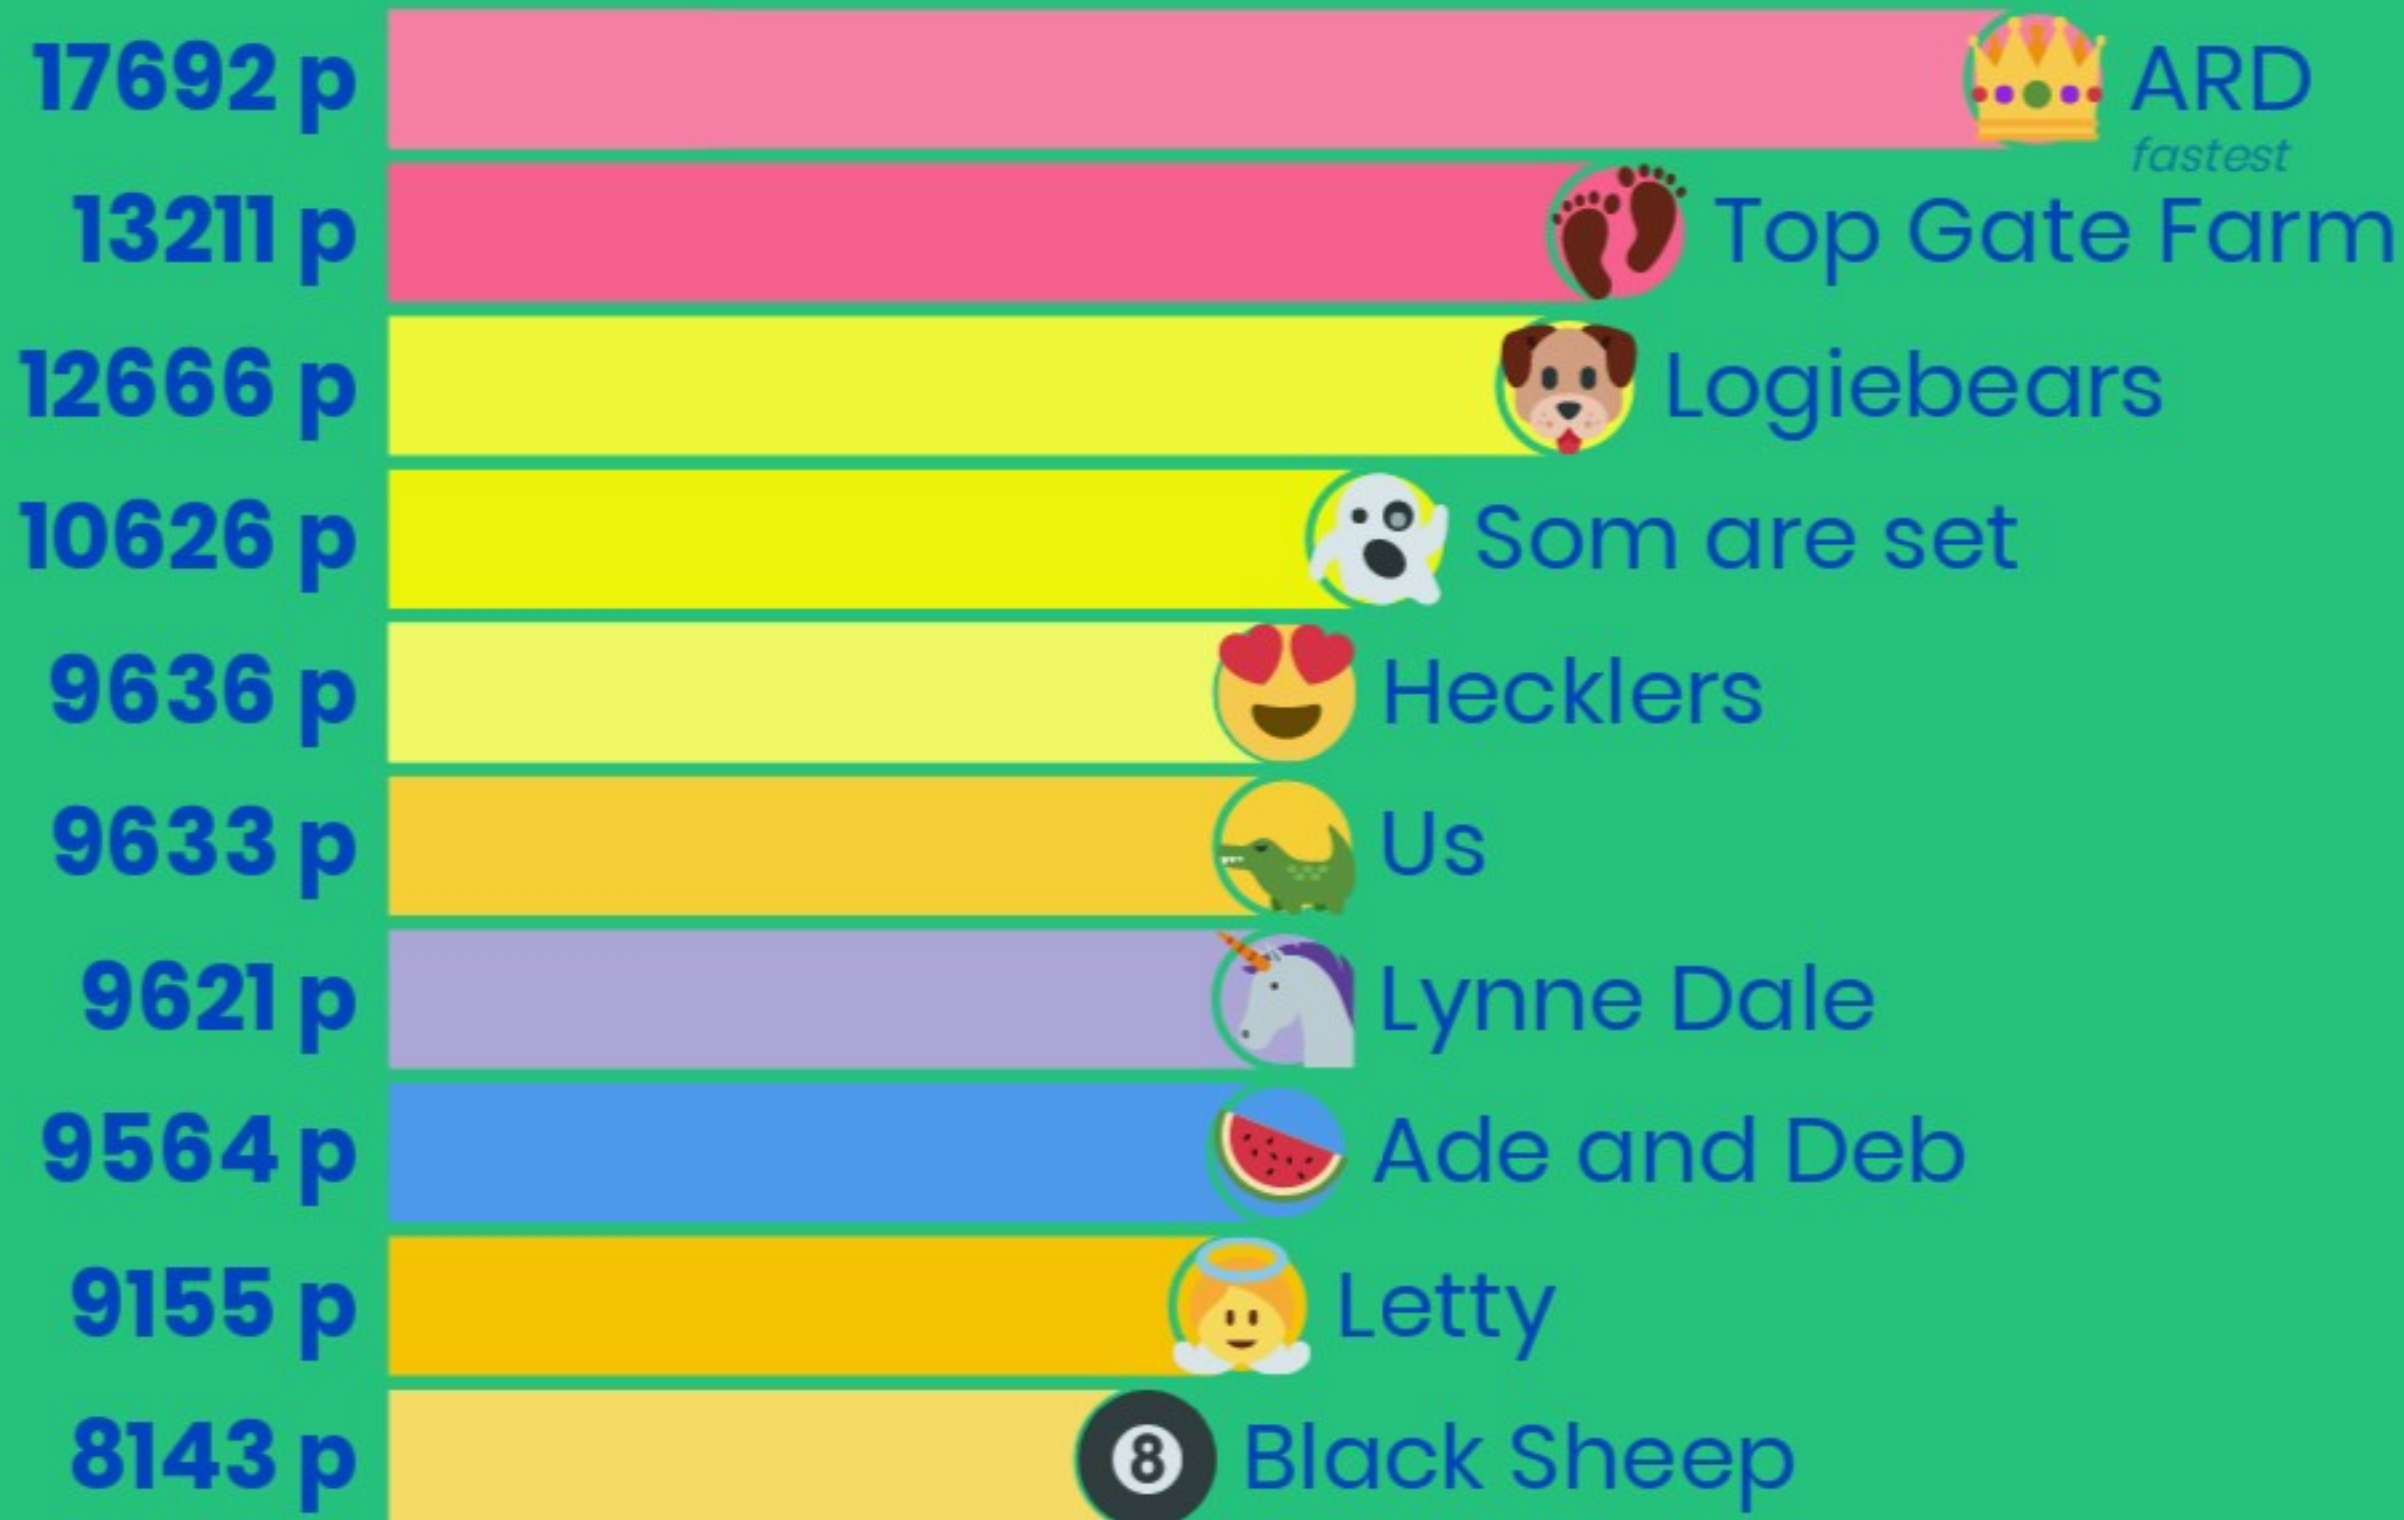 17692 p ARD
fastest
13211 p Top Gate Farm
12666 p Logiebears
10626 p Som are set
9636 p Hecklers
9633 p Us
9621 p Lynne Dale
9564 p Ade and Deb
9155 p Letty
8143 p 8 Black Sheep